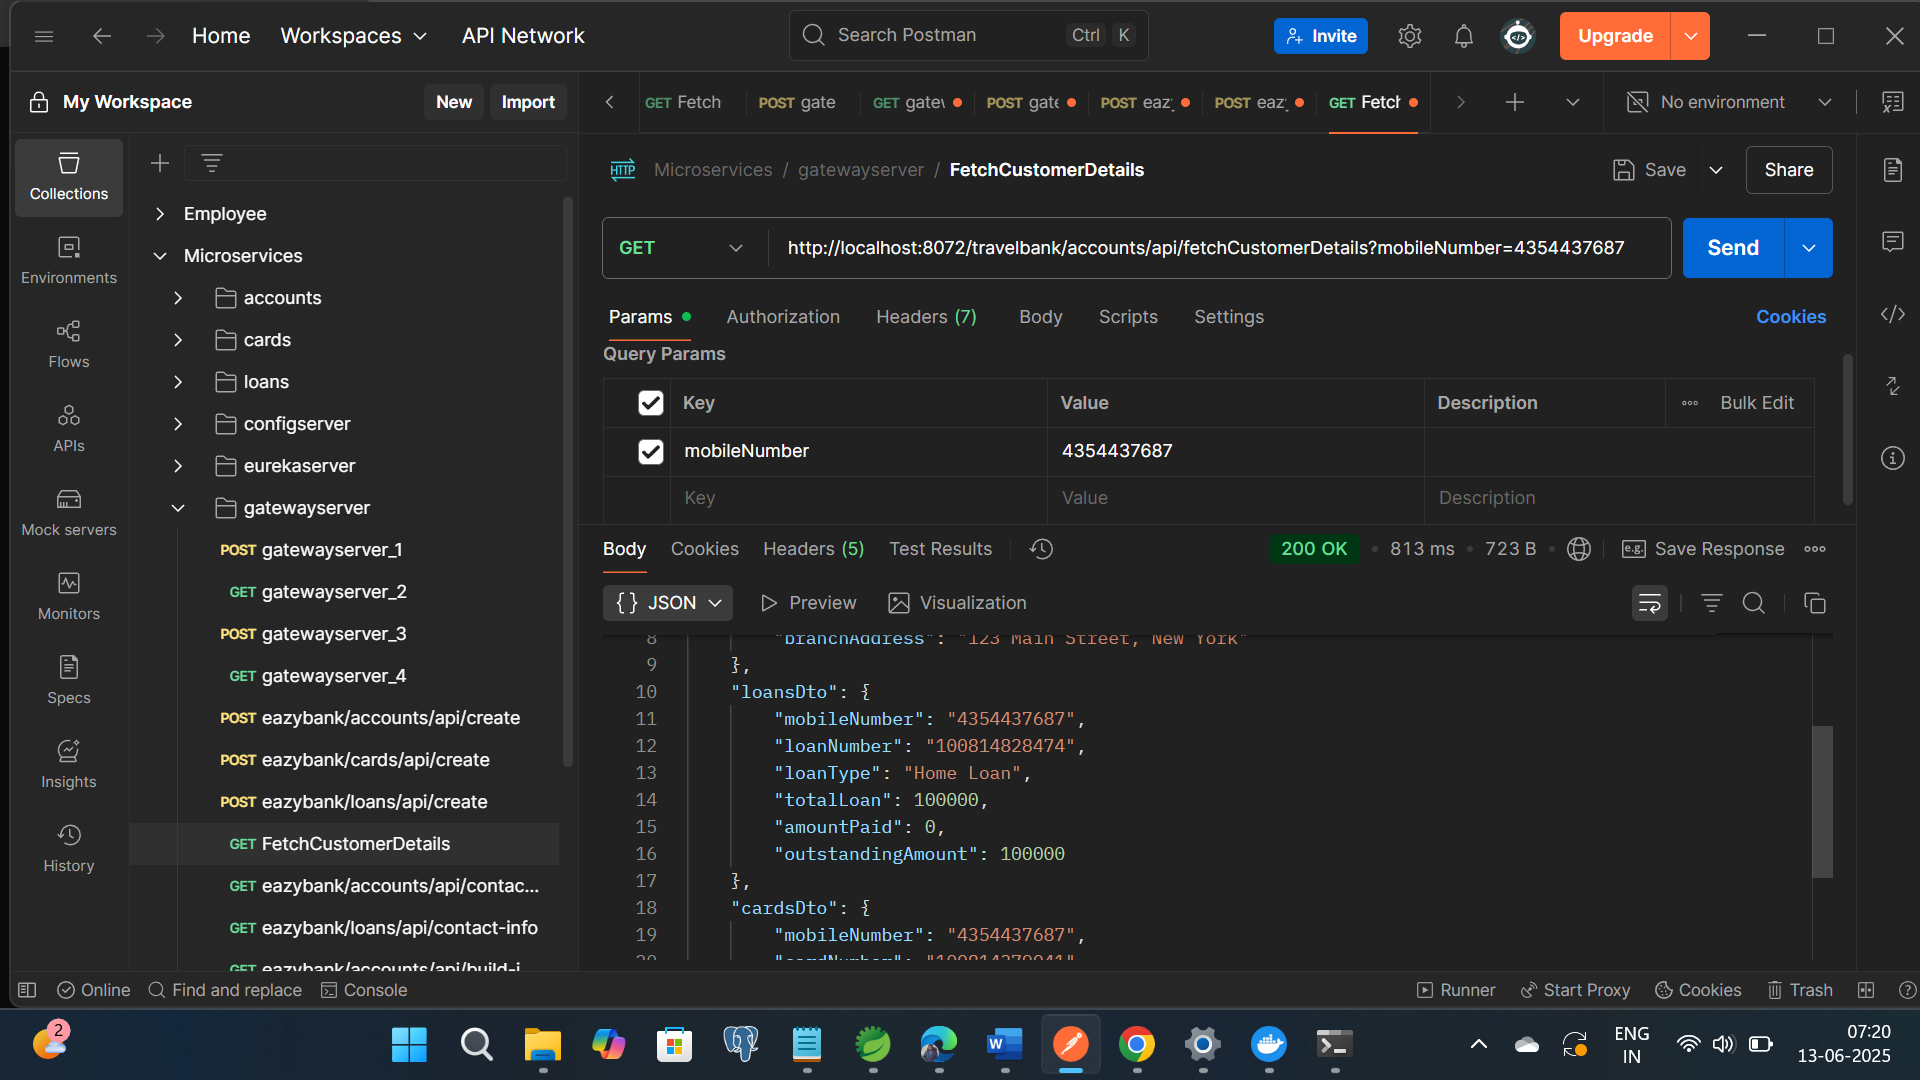 Home Workspaces API Network Search Postman Ctrl K Invite Upgrade
My Workspace New Import GET Fetch POST gate GET gatev POST gate POST eaz POST eaz GET Fetch No environment
Collections
Environments
Flows
APIs
Mock servers
Monitors
Specs
Insights
History
Employee
Microservices
accounts
cards
loans
configserver
eurekaserver
gatewayserver
POST gatewayserver_1
GET gatewayserver_2
POST gatewayserver_3
GET gatewayserver_4
POST eazybank/accounts/api/create
POST eazybank/cards/api/create
POST eazybank/loans/api/create
GET FetchCustomerDetails
GET eazybank/accounts/api/contac...
GET eazybank/loans/api/contact-info
GET eazybank/accounts/api/build-i
HTTP Microservices / gatewayserver / FetchCustomerDetails Save Share
GET http://localhost:8072/travelbank/accounts/api/fetchCustomerDetails?mobileNumber=4354437687 Send
Params Authorization Headers (7) Body Scripts Settings Cookies
Query Params
Key Value Description Bulk Edit
mobileNumber 4354437687
Key Value Description
Body Cookies Headers (5) Test Results 200 OK 813 ms 723 B e.g. Save Response
{} JSON Preview Visualization
8 "branchAddress": "123 Main Street, New York"
9 },
10 "loansDto": {
11 "mobileNumber": "4354437687",
12 "loanNumber": "100814828474",
13 "loanType": "Home Loan",
14 "totalLoan": 100000,
15 "amountPaid": 0,
16 "outstandingAmount": 100000
17 },
18 "cardsDto": {
19 "mobileNumber": "4354437687",
20 "cardNumber":
Online Find and replace Console Runner Start Proxy Cookies Trash
2 W ENG
IN
07:20
13-06-2025